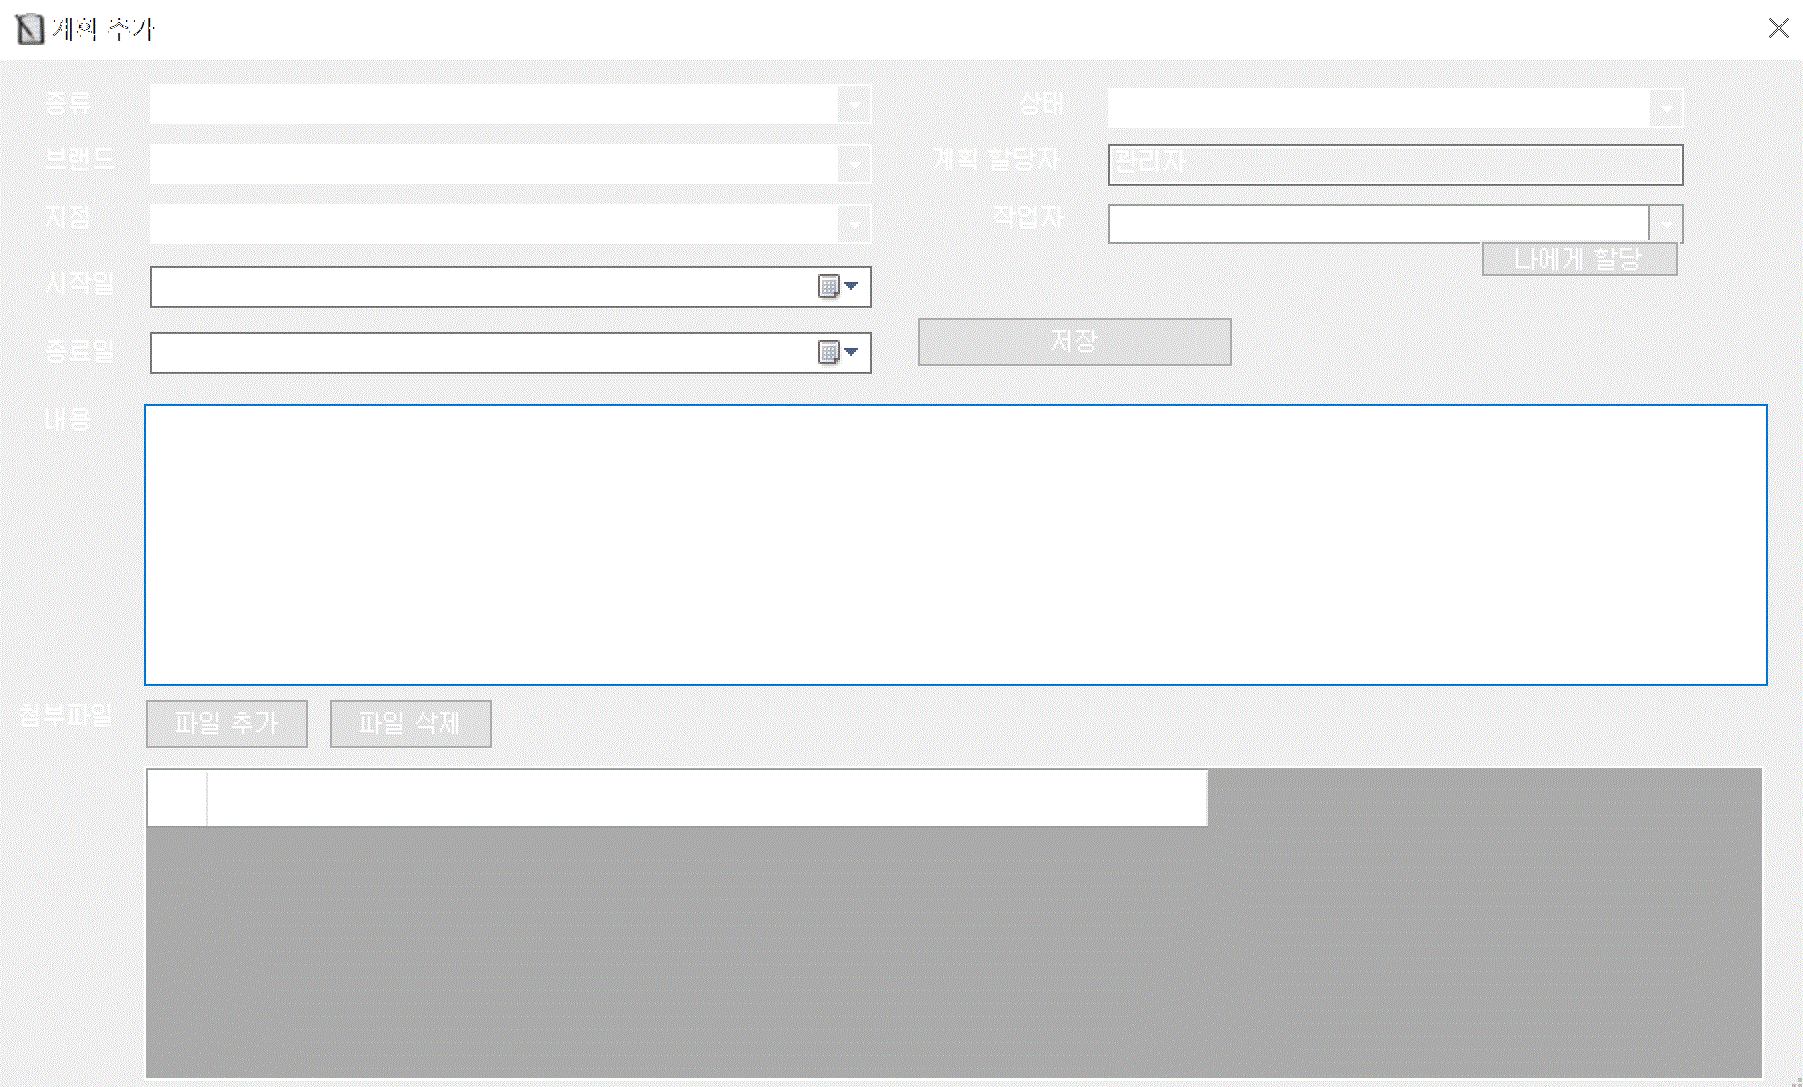 계획 추가
종류
상태
브랜드
계획 할당자
관리자
지점
작업자
나에게 할당
시작일
종료일
저장
내용
첨부파일
파일 추가
파일 삭제